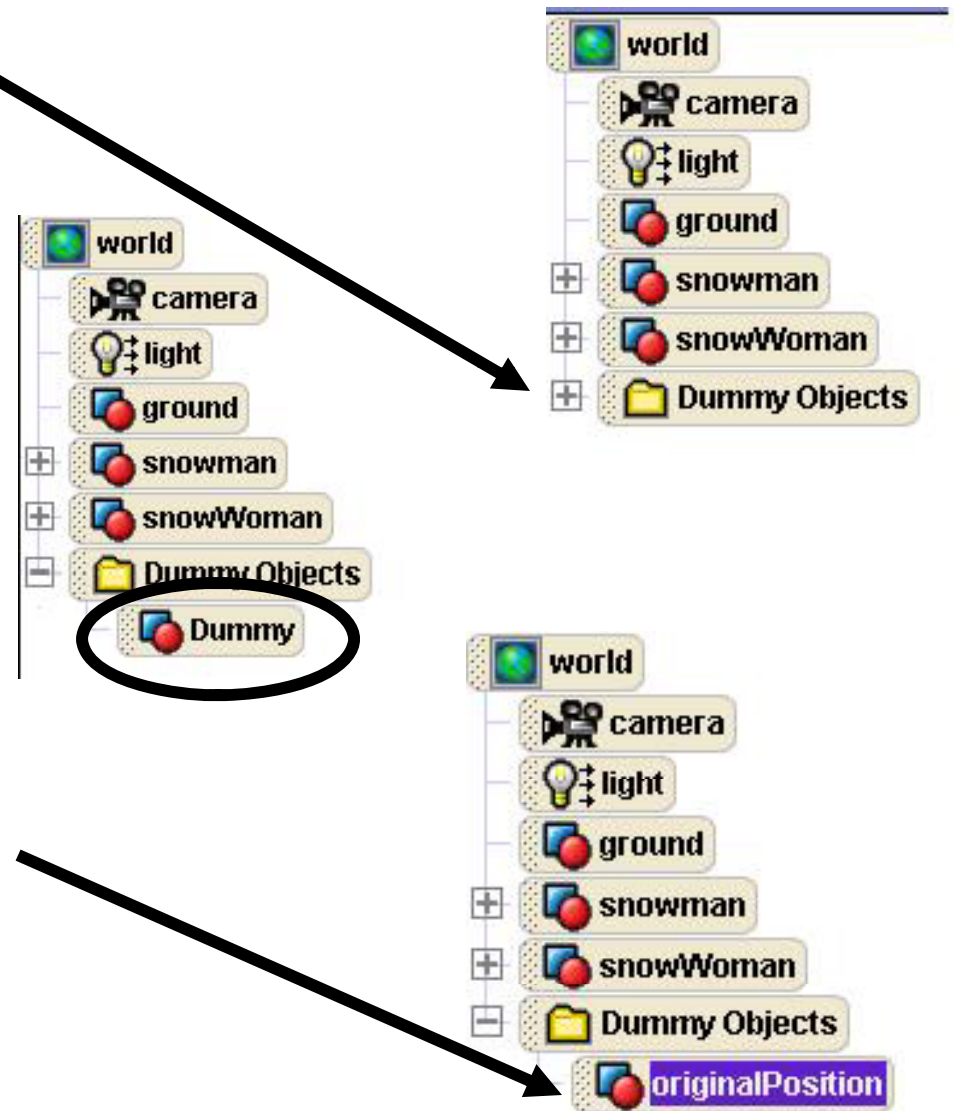 world
camera
light
ground
snowman
snowWoman
Dummy Objects
world
camera
light
ground
snowman
snowWoman
Dummy Objects
Dummy
world
camera
light
ground
snowman
snowWoman
Dummy Objects
originalPosition